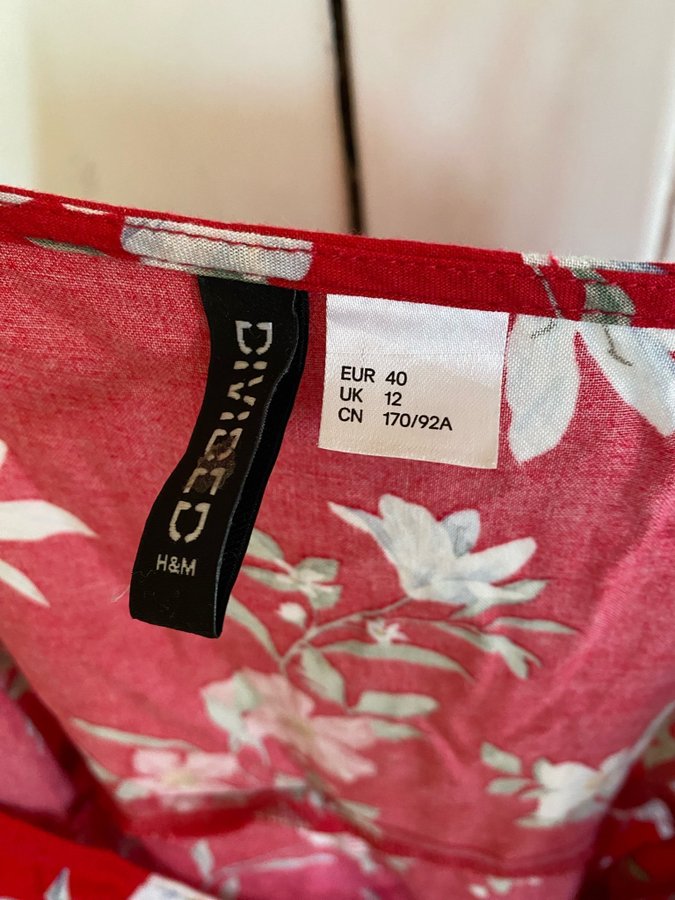 DIVIDED
H&M
EUR 40
UK 12
CN 170/92A